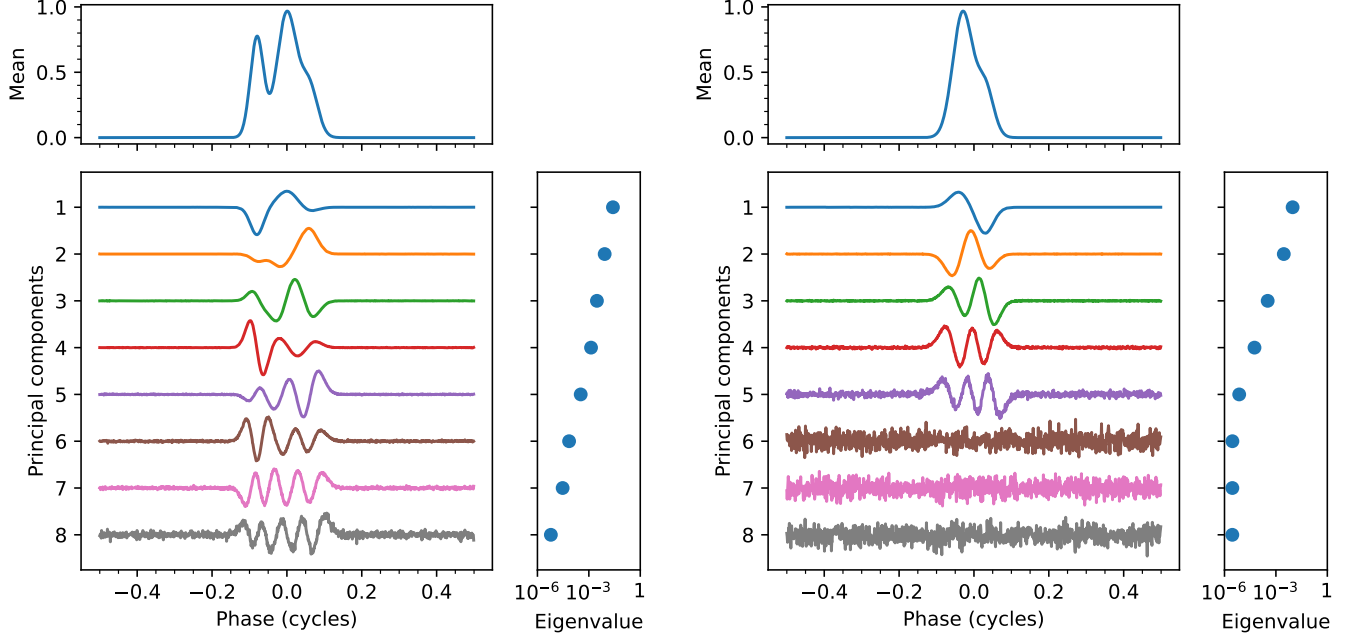 1.0
0.5
0.0
Mean
1
2
3
4
5
6
7
8
Principal components
−0.4 −0.2 0.0 0.2 0.4
Phase (cycles)
10⁻⁶ 10⁻³ 1
Eigenvalue
1.0
0.5
0.0
Mean
1
2
3
4
5
6
7
8
Principal components
−0.4 −0.2 0.0 0.2 0.4
Phase (cycles)
10⁻⁶ 10⁻³ 1
Eigenvalue